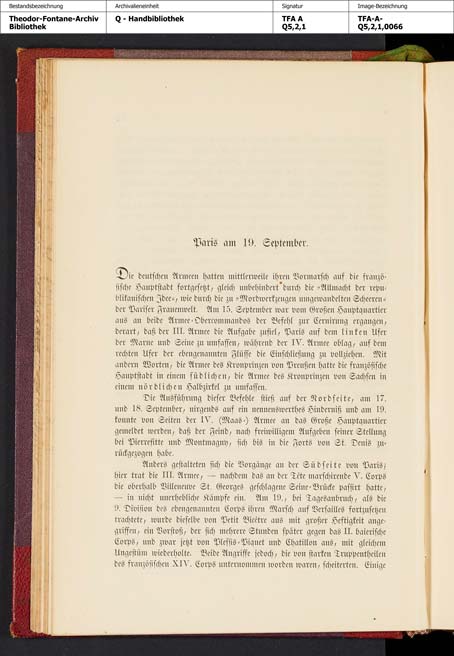 Bestandsbezeichnung
Archivalieneinheit
Signatur
Image-Bezeichnung
Theodor-Fontane-Archiv
Bibliothek
Q - Handbibliothek
TFA A
Q5,2,1
TFA-A-
Q5,2,1,0066
Paris am 19. September.
Die deutschen Armeen hatten mittlerweile ihren Vormarsch auf die franzö-
sische Hauptstadt fortgesetzt, gleich unbehindert durch die »Allmacht der repu-
blikanischen Idee«, wie durch die zu »Mordwerkzeugen umgewandelten Scheeren«
der Pariser Frauenwelt. Am 15. September war vom Großen Hauptquartier
aus an beide Armee-Obercommandos der Befehl zur Cernirung ergangen,
derart, daß der III. Armee die Aufgabe zufiel, Paris auf dem linken Ufer
der Marne und Seine zu umfassen, während der IV. Armee oblag, auf dem
rechten Ufer der ebengenannten Flüsse die Einschließung zu vollziehen. Mit
andern Worten, die Armee des Kronprinzen von Preußen hatte die französische
Hauptstadt in einem südlichen, die Armee des Kronprinzen von Sachsen in
einem nördlichen Halbzirkel zu umfassen.
Die Ausführung dieser Befehle stieß auf der Nordseite, am 17.
und 18. September, nirgends auf ein nennenswerthes Hinderniß und am 19.
konnte von Seiten der IV. (Maas-) Armee an das Große Hauptquartier
gemeldet werden, daß der Feind, nach freiwilligem Aufgeben seiner Stellung
bei Pierrefitte und Montmagny, sich bis in die Forts von St. Denis zu-
rückgezogen habe.
Anders gestalteten sich die Vorgänge an der Südseite von Paris;
hier trat die III. Armee, — nachdem das an der Tête marschirende V. Corps
die oberhalb Villeneuve St. Georges geschlagene Seine-Brücke passirt hatte,
— in nicht unerhebliche Kämpfe ein. Am 19., bei Tagesanbruch, als die
9. Division des ebengenannten Corps ihren Marsch auf Versailles fortzusetzen
trachtete, wurde dieselbe von Petit Bicêtre aus mit großer Heftigkeit ange-
griffen, ein Vorstoß, der sich mehrere Stunden später gegen das II. baierische
Corps, und zwar jetzt von Plessis-Piquet und Chatillon aus, mit gleichem
Ungestüm wiederholte. Beide Angriffe jedoch, die von starken Truppentheilen
des französischen XIV. Corps unternommen worden waren, scheiterten. Einige